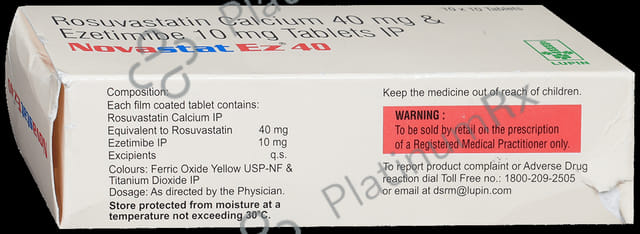 Rosuvastatin Calcium 40 mg &
Ezetimibe 10 mg Tablets IP
Novastat EZ® 40
10 x 10 Tablets
LUPIN
Composition:
Each film coated tablet contains:
Rosuvastatin Calcium IP
Equivalent to Rosuvastatin 40 mg
Ezetimibe IP 10 mg
Excipients q.s.
Colours: Ferric Oxide Yellow USP-NF &
Titanium Dioxide IP
Dosage: As directed by the Physician.
Store protected from moisture at a
temperature not exceeding 30°C.
Keep the medicine out of reach of children.
WARNING :
To be sold by retail on the prescription
of a Registered Medical Practitioner only.
To report product complaint or Adverse Drug
reaction dial Toll Free no.: 1800-209-2505
or email at dsrm@lupin.com
PlatinumRx